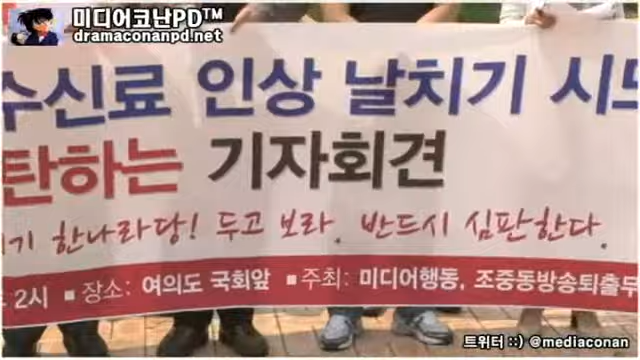 미디어코난PD™
dramaconanpd.net
수신료 인상 날치기 시도
탄하는 기자회견
기 한나라당! 두고 보라. 반드시 심판한다.
2시 ■ 장소: 여의도 국회앞 ■ 주최: 미디어행동, 조중동방송퇴출무
트위터 ::) @mediaconan